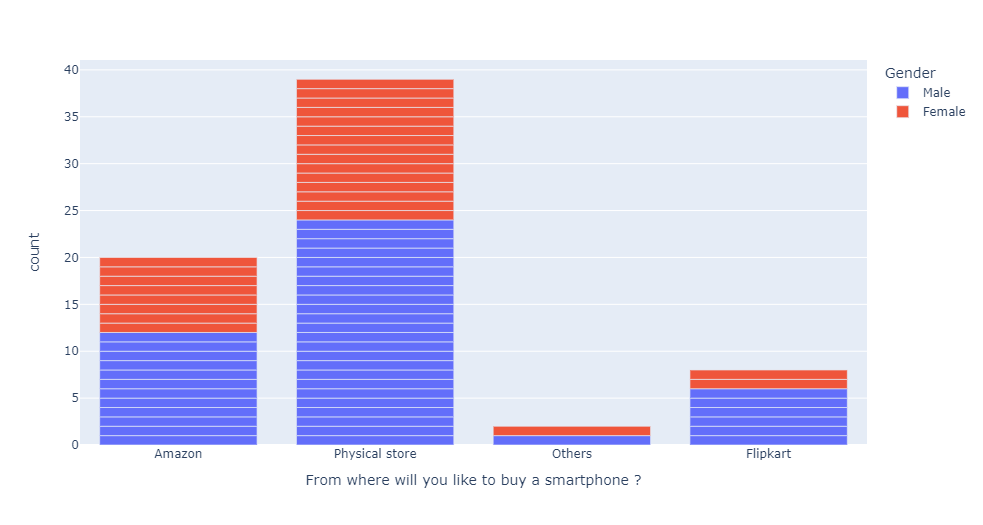 Gender
Male
Female
40
35
30
25
20
15
10
5
0
count
Amazon
Physical store
Others
Flipkart
From where will you like to buy a smartphone ?